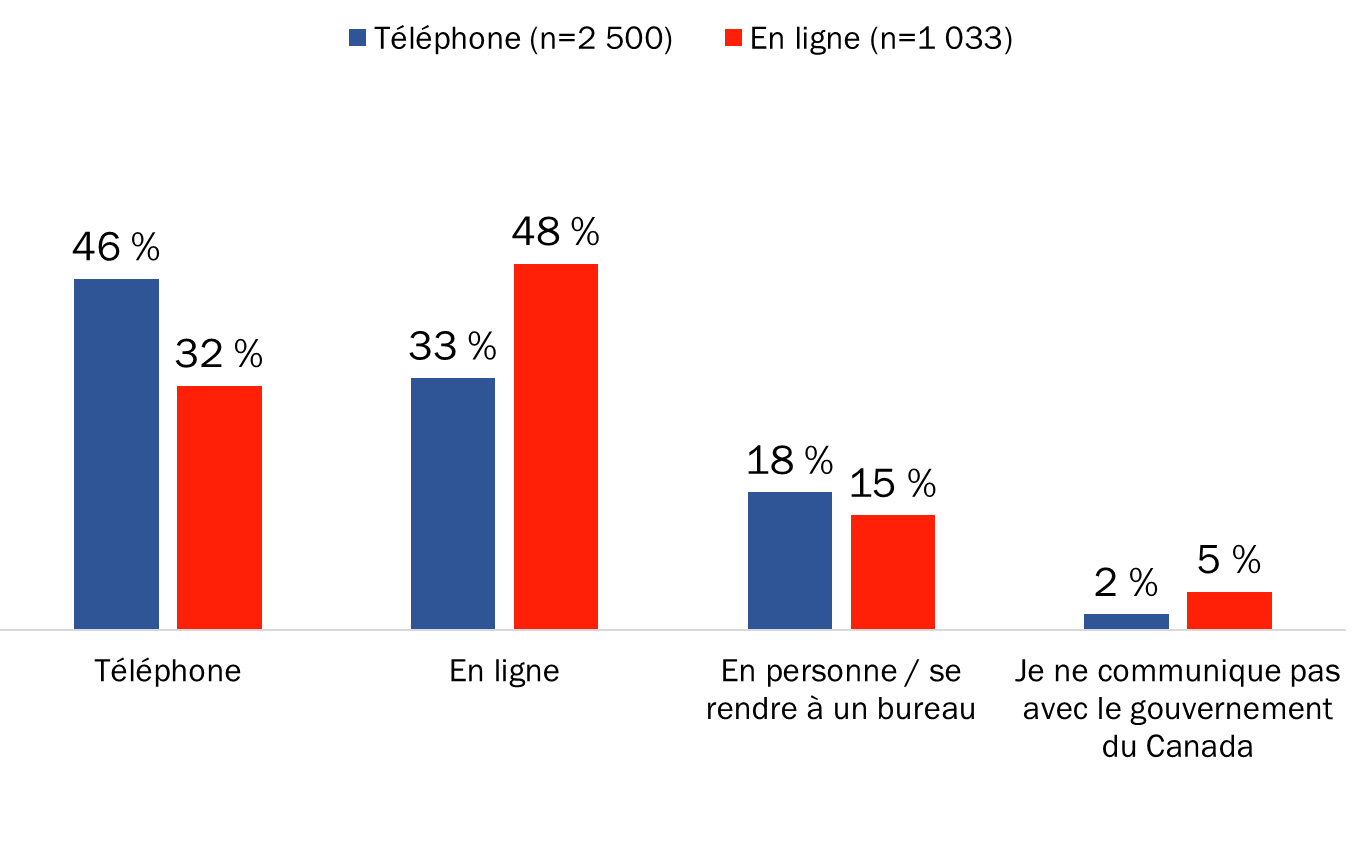 Téléphone (n=2 500) En ligne (n=1 033)
46 %
32 %
33 %
48 %
18 %
15 %
2 %
5 %
Téléphone
En ligne
En personne / se
rendre à un bureau
Je ne communique pas
avec le gouvernement
du Canada